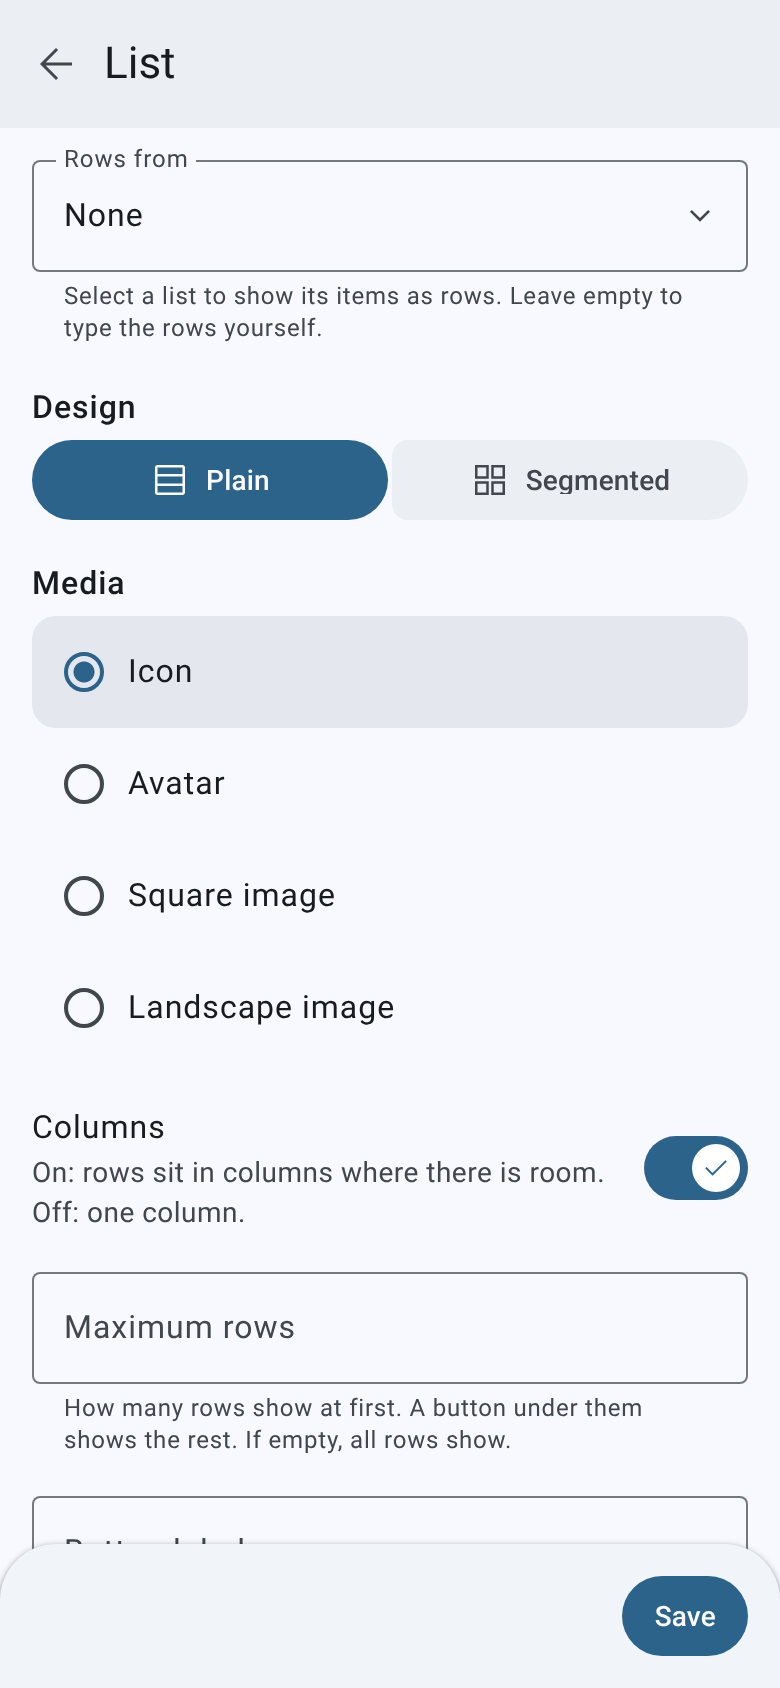 List
Rows from
None
Select a list to show its items as rows. Leave empty to
type the rows yourself.
Design
Plain
Segmented
Media
Icon
Avatar
Square image
Landscape image
Columns
On: rows sit in columns where there is room.
Off: one column.
Maximum rows
How many rows show at first. A button under them
shows the rest. If empty, all rows show.
Save